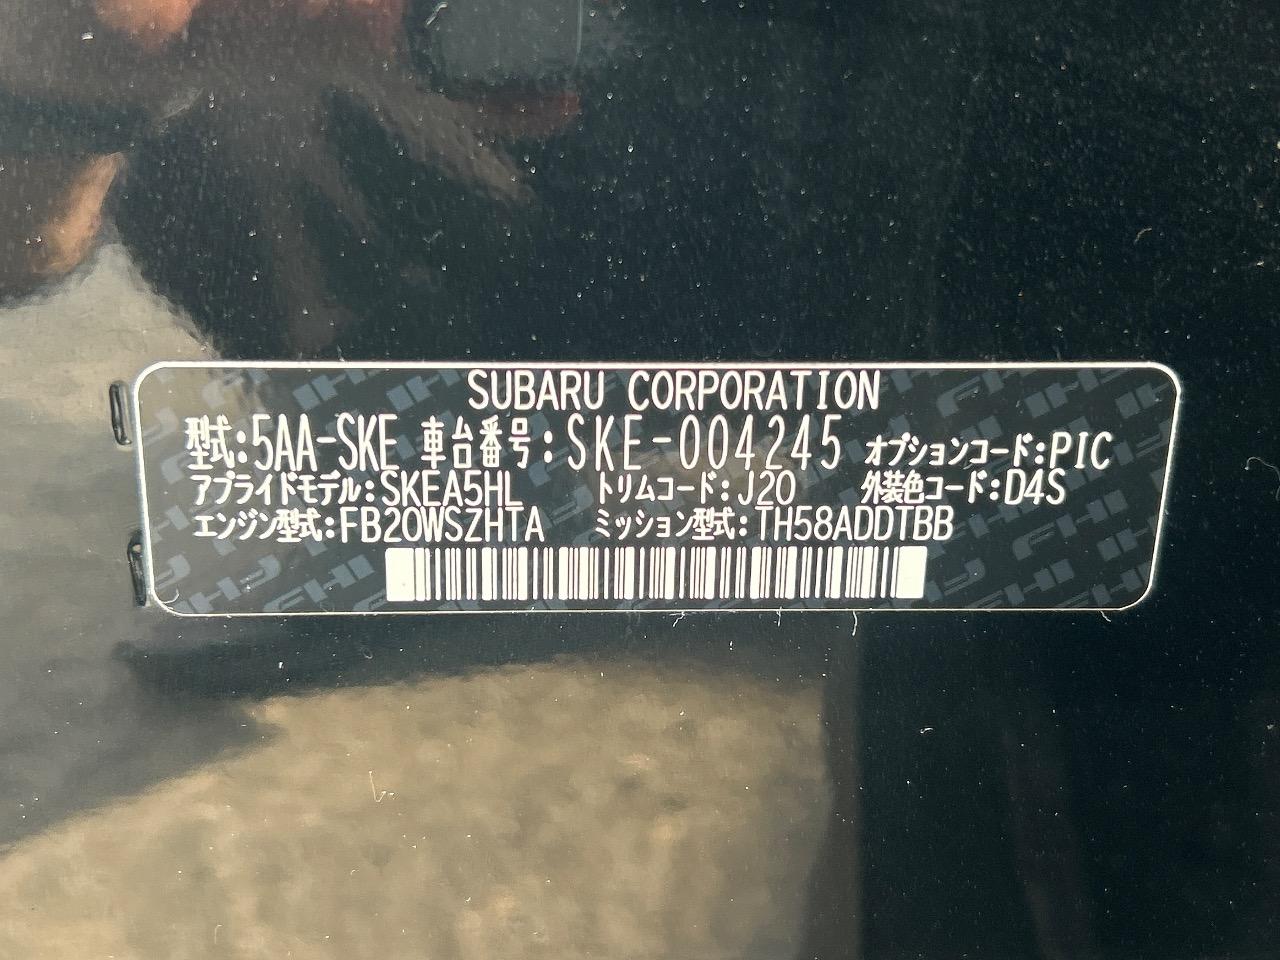 SUBARU CORPORATION
型式:5AA-SKE 車台番号:SKE-004245 オプションコード:PIC
アプライドモデル:SKEA5HL トリムコード:J20 外装色コード:D4S
エンジン型式:FB20WSZHTA ミッション型式:TH58ADDTBB